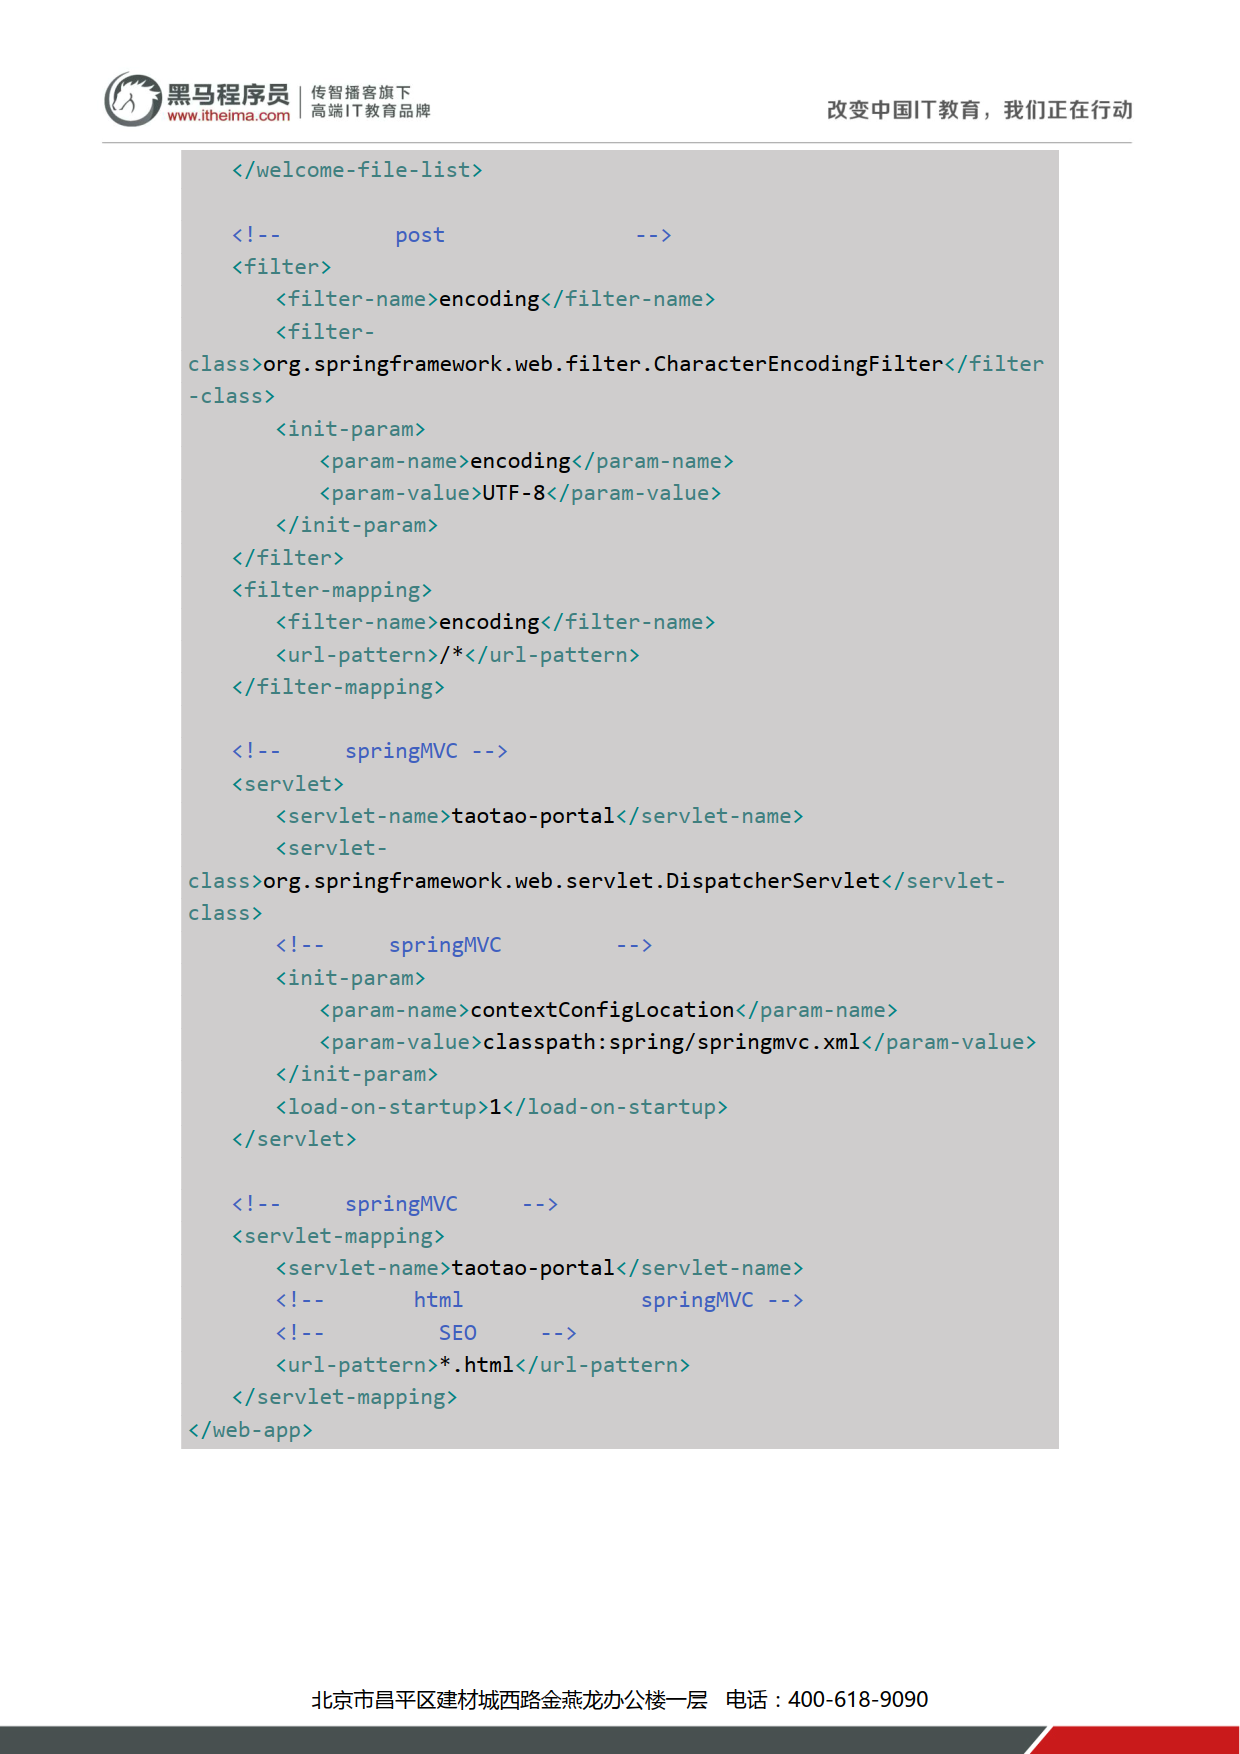 黑马程序员
www.itheima.com
传智播客旗下
高端IT教育品牌
改变中国IT教育，我们正在行动
</welcome-file-list>
<!-- post -->
<filter>
<filter-name>encoding</filter-name>
<filter-
class>org.springframework.web.filter.CharacterEncodingFilter</filter
-class>
<init-param>
<param-name>encoding</param-name>
<param-value>UTF-8</param-value>
</init-param>
</filter>
<filter-mapping>
<filter-name>encoding</filter-name>
<url-pattern>/*</url-pattern>
</filter-mapping>
<!-- springMVC -->
<servlet>
<servlet-name>taotao-portal</servlet-name>
<servlet-
class>org.springframework.web.servlet.DispatcherServlet</servlet-
class>
<!-- springMVC -->
<init-param>
<param-name>contextConfigLocation</param-name>
<param-value>classpath:spring/springmvc.xml</param-value>
</init-param>
<load-on-startup>1</load-on-startup>
</servlet>
<!-- springMVC -->
<servlet-mapping>
<servlet-name>taotao-portal</servlet-name>
<!-- html springMVC -->
<!-- SEO -->
<url-pattern>*.html</url-pattern>
</servlet-mapping>
</web-app>
北京市昌平区建材城西路金燕龙办公楼一层 电话：400-618-9090